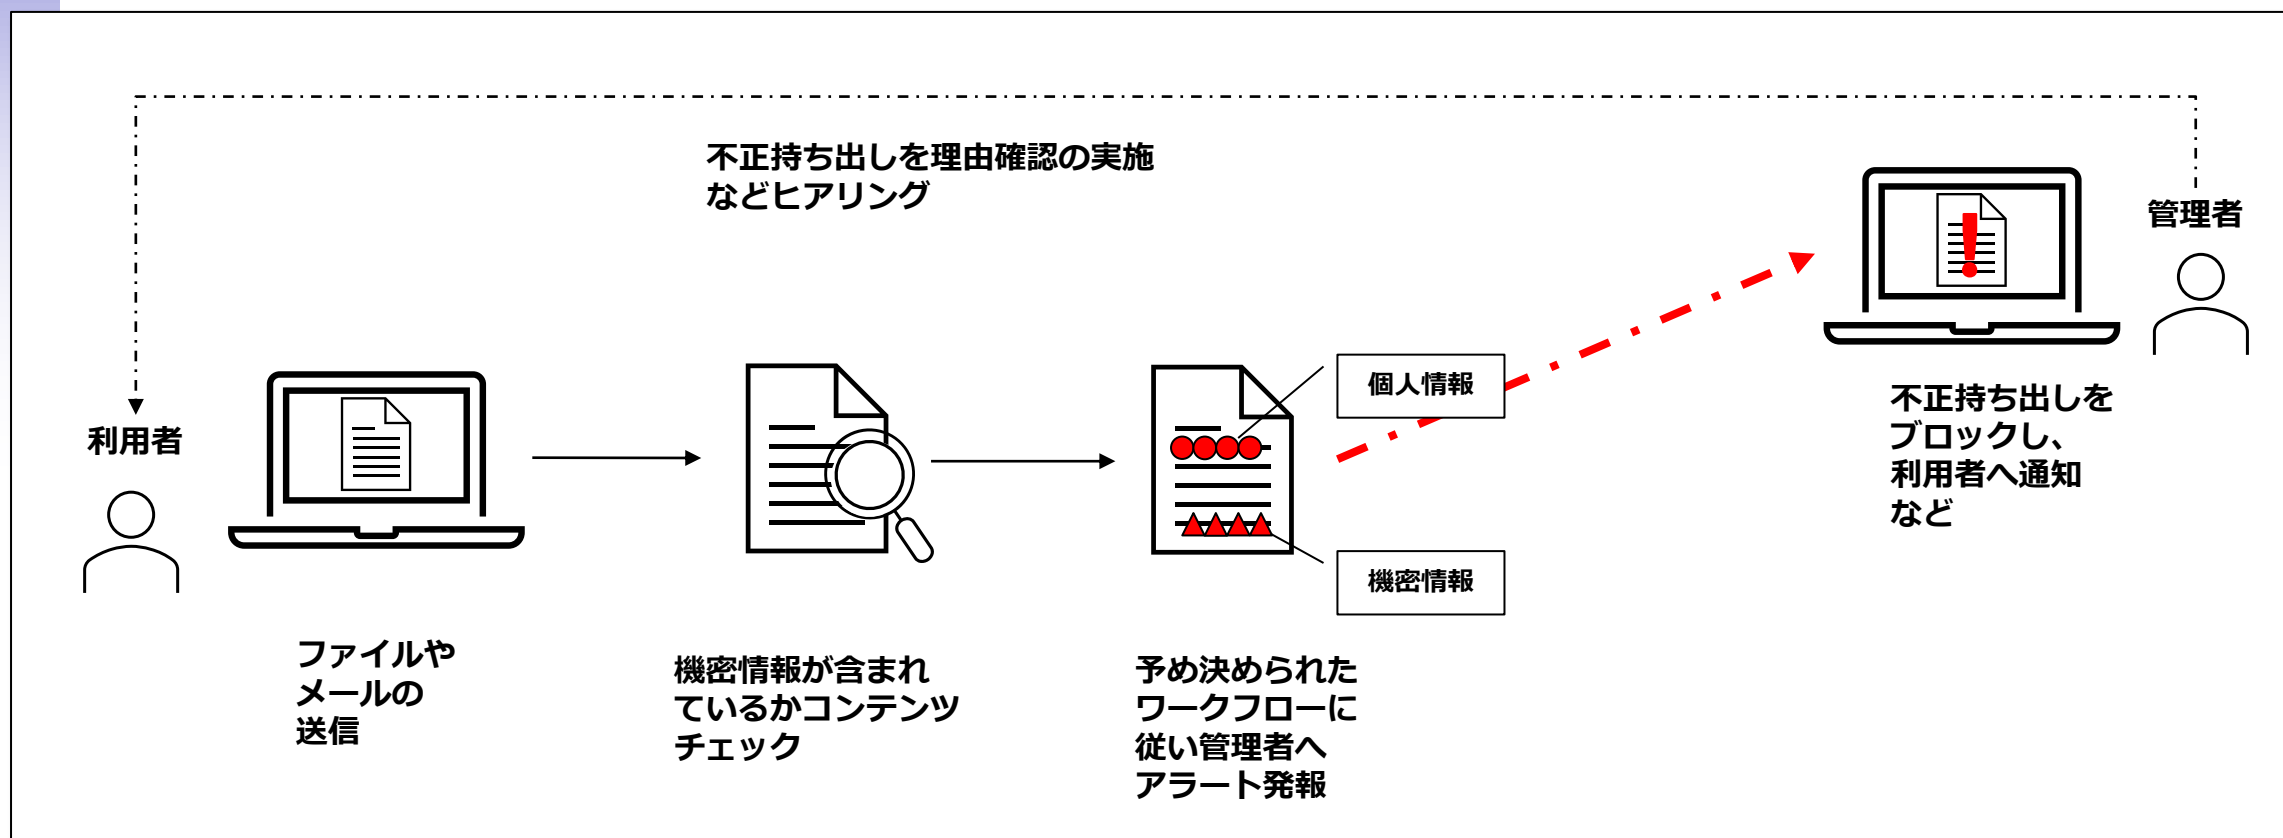 不正持ち出しを理由確認の実施
などヒアリング
管理者
利用者
個人情報
機密情報
不正持ち出しを
ブロックし、
利用者へ通知
など
ファイルや
メールの
送信
機密情報が含まれ
ているかコンテンツ
チェック
予め決められた
ワークフローに
従い管理者へ
アラート発報